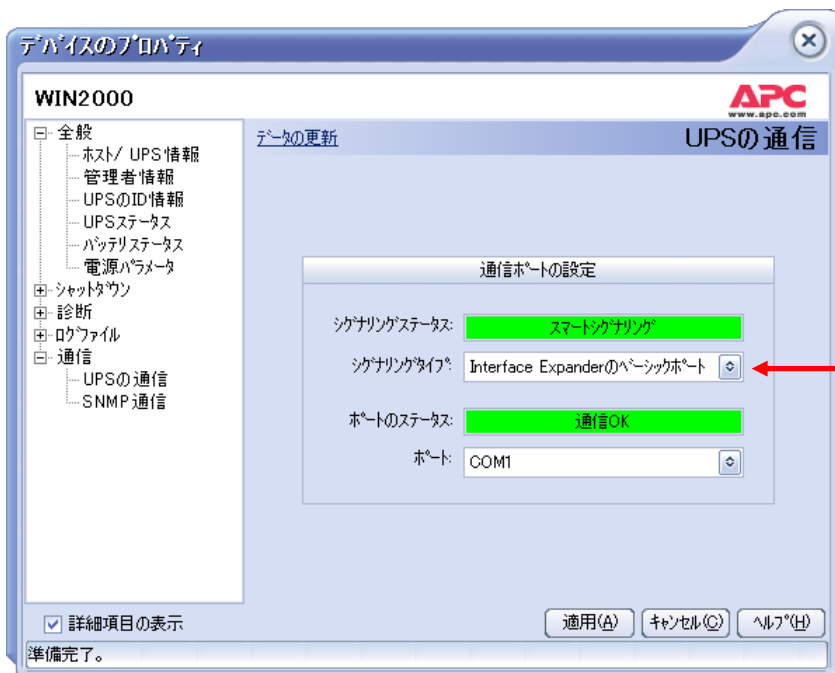 ﾃﾞﾊﾞｲｽのﾌﾟﾛﾊﾟﾃｨ
WIN2000
APC
www.apc.com
全般
ﾎｽﾄ/ UPS情報
管理者情報
UPSのID情報
UPSｽﾃｰﾀｽ
ﾊﾞｯﾃﾘｽﾃｰﾀｽ
電源ﾊﾟﾗﾒｰﾀ
ｼｬｯﾄﾀﾞｳﾝ
診断
ﾛｸﾞﾌｧｲﾙ
通信
UPSの通信
SNMP通信
ﾃﾞｰﾀの更新
UPSの通信
通信ﾎﾟｰﾄの設定
ｼｸﾞﾅﾘﾝｸﾞｽﾃｰﾀｽ:
ｽﾏｰﾄｼｸﾞﾅﾘﾝｸﾞ
ｼｸﾞﾅﾘﾝｸﾞﾀｲﾌﾟ:
Interface Expanderのﾍﾞｰｼｯｸﾎﾟｰﾄ
ﾎﾟｰﾄのｽﾃｰﾀｽ:
通信OK
ﾎﾟｰﾄ:
COM1
詳細項目の表示
適用(A)
ｷｬﾝｾﾙ(C)
ﾍﾙﾌﾟ(H)
準備完了。